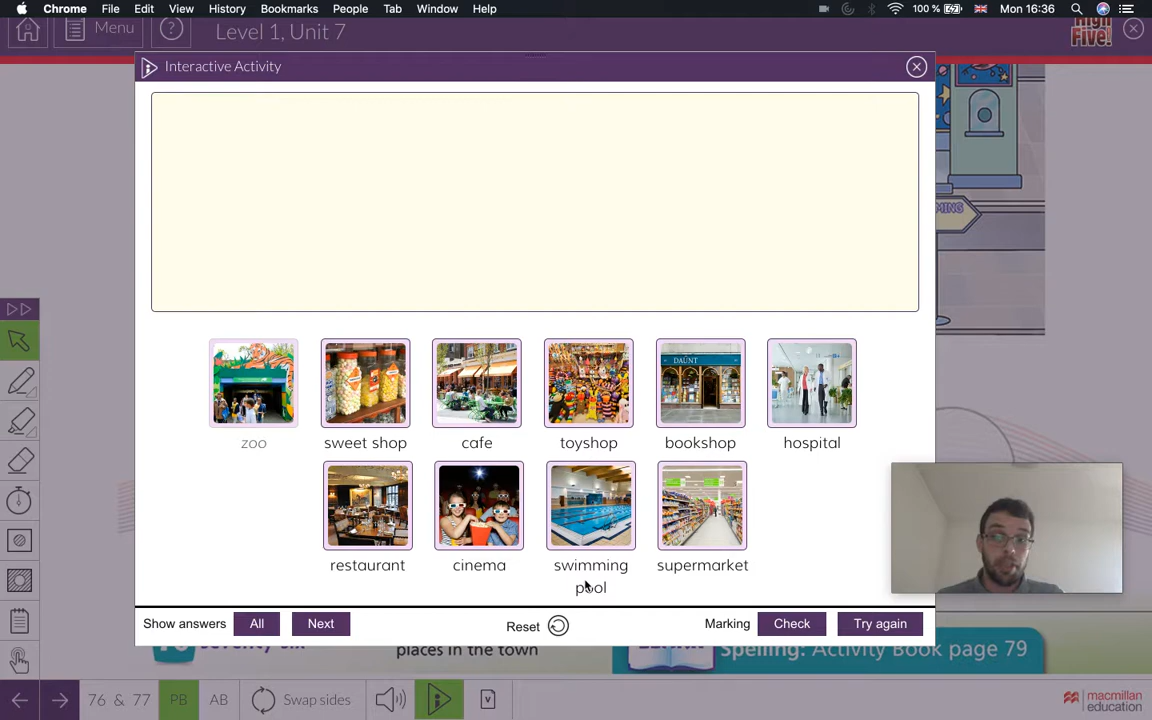 Chrome File Edit View History Bookmarks People Tab Window Help 100 % Mon 16:36
Menu ? Level 1, Unit 7
High Five!
Interactive Activity
DAUNT
zoo sweet shop cafe toyshop bookshop hospital
restaurant cinema swimming pool supermarket
Show answers All Next Reset Marking Check Try again
places in the town
Spelling: Activity Book page 79
76 & 77 PB AB Swap sides
macmillan
education